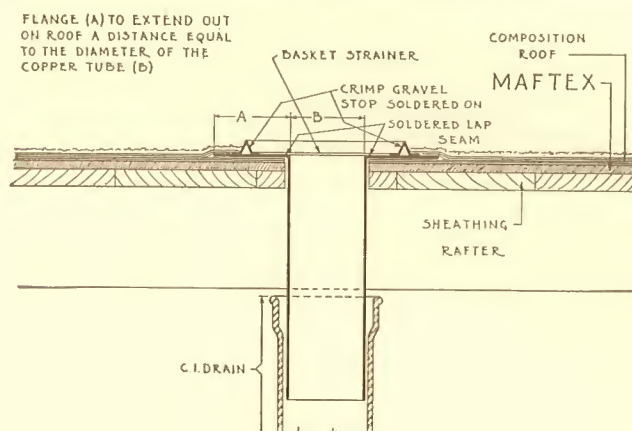 FLANGE (A) TO EXTEND OUT
ON ROOF A DISTANCE EQUAL
TO THE DIAMETER OF THE
COPPER TUBE (B)
BASKET STRAINER
COMPOSITION
ROOF
MAFTEX
CRIMP GRAVEL
STOP SOLDERED ON
A
B
SOLDERED LAP
SEAM
SHEATHING
RAFTER
C.I. DRAIN